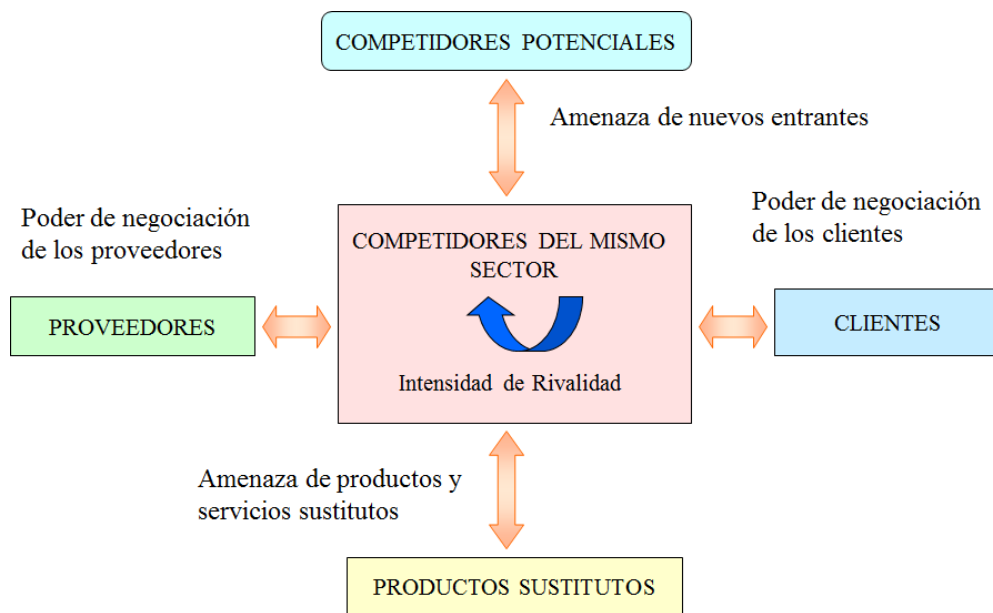 COMPETIDORES POTENCIALES
Amenaza de nuevos entrantes
Poder de negociación
de los proveedores
Poder de negociación
de los clientes
COMPETIDORES DEL MISMO
SECTOR
PROVEEDORES
CLIENTES
Intensidad de Rivalidad
Amenaza de productos y
servicios sustitutos
PRODUCTOS SUSTITUTOS